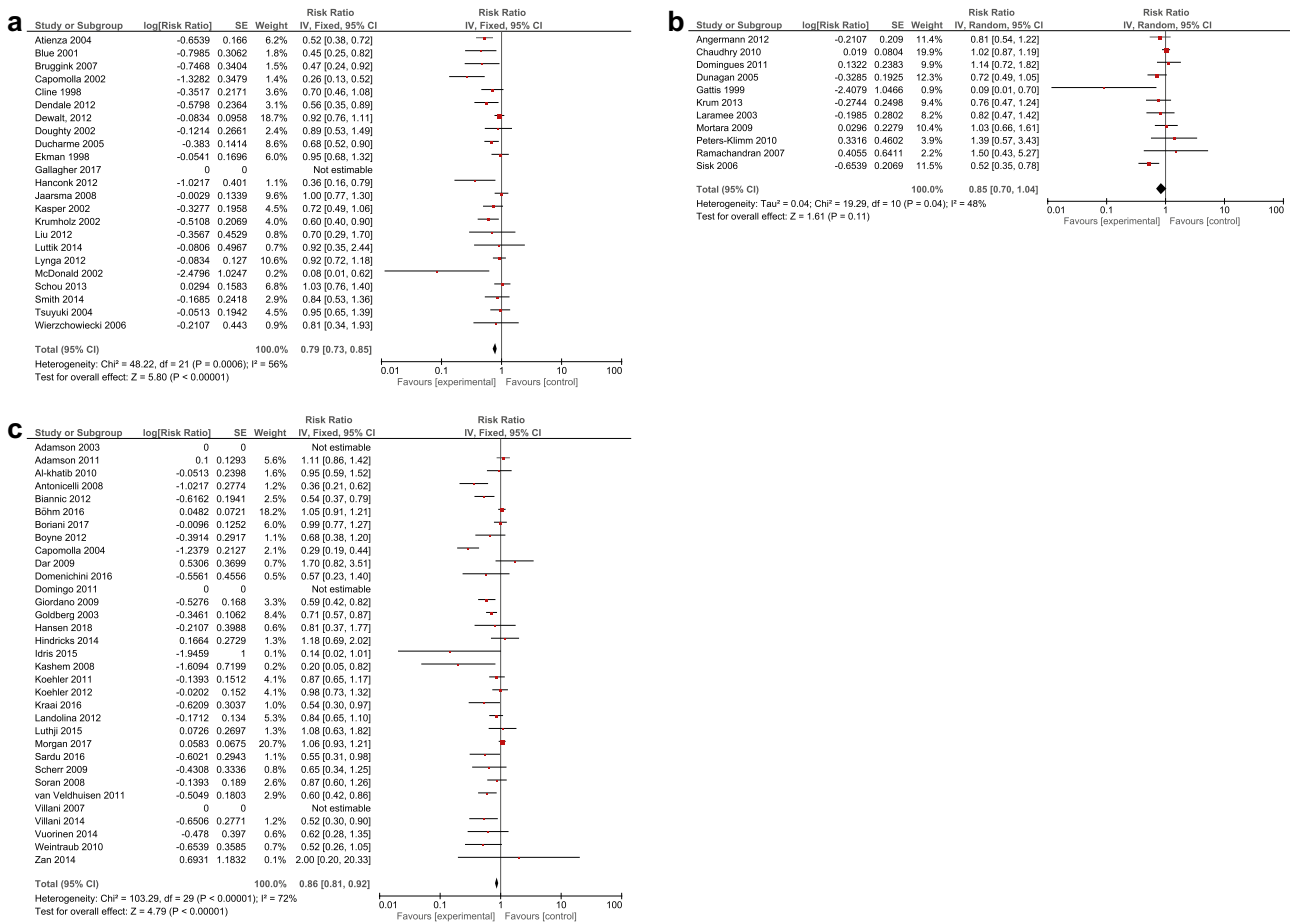 a
Risk Ratio Risk Ratio
Study or Subgroup log[Risk Ratio] SE Weight IV, Fixed, 95% CI IV, Fixed, 95% CI
Atienza 2004 -0.6539 0.166 6.2% 0.52 [0.38, 0.72]
Blue 2001 -0.7985 0.3062 1.8% 0.45 [0.25, 0.82]
Bruggink 2007 -0.7468 0.3404 1.5% 0.47 [0.24, 0.92]
Capomolla 2002 -1.3282 0.3479 1.4% 0.26 [0.13, 0.52]
Cline 1998 -0.3517 0.2171 3.6% 0.70 [0.46, 1.08]
Dendale 2012 -0.5798 0.2364 3.1% 0.56 [0.35, 0.89]
Dewalt, 2012 -0.0834 0.0958 18.7% 0.92 [0.76, 1.11]
Doughty 2002 -0.1214 0.2661 2.4% 0.89 [0.53, 1.49]
Ducharme 2005 -0.383 0.1414 8.6% 0.68 [0.52, 0.90]
Ekman 1998 -0.0541 0.1696 6.0% 0.95 [0.68, 1.32]
Gallagher 2017 0 0 Not estimable
Hanconk 2012 -1.0217 0.401 1.1% 0.36 [0.16, 0.79]
Jaarsma 2008 -0.0029 0.1339 9.6% 1.00 [0.77, 1.30]
Kasper 2002 -0.3277 0.1958 4.5% 0.72 [0.49, 1.06]
Krumholz 2002 -0.5108 0.2069 4.0% 0.60 [0.40, 0.90]
Liu 2012 -0.3567 0.4529 0.8% 0.70 [0.29, 1.70]
Luttik 2014 -0.0806 0.4967 0.7% 0.92 [0.35, 2.44]
Lynga 2012 -0.0834 0.127 10.6% 0.92 [0.72, 1.18]
McDonald 2002 -2.4796 1.0247 0.2% 0.08 [0.01, 0.62]
Schou 2013 0.0294 0.1583 6.8% 1.03 [0.76, 1.40]
Smith 2014 -0.1685 0.2418 2.9% 0.84 [0.53, 1.36]
Tsuyuki 2004 -0.0513 0.1942 4.5% 0.95 [0.65, 1.39]
Wierzchowiecki 2006 -0.2107 0.443 0.9% 0.81 [0.34, 1.93]
Total (95% CI) 100.0% 0.79 [0.73, 0.85]
Heterogeneity: Chi² = 48.22, df = 21 (P = 0.0006); I² = 56%
Test for overall effect: Z = 5.80 (P < 0.00001)
0.01 0.1 1 10 100
Favours [experimental] Favours [control]
b
Risk Ratio Risk Ratio
Study or Subgroup log[Risk Ratio] SE Weight IV, Random, 95% CI IV, Random, 95% CI
Angermann 2012 -0.2107 0.209 11.4% 0.81 [0.54, 1.22]
Chaudhry 2010 0.019 0.0804 19.9% 1.02 [0.87, 1.19]
Domingues 2011 0.1322 0.2383 9.9% 1.14 [0.72, 1.82]
Dunagan 2005 -0.3285 0.1925 12.3% 0.72 [0.49, 1.05]
Gattis 1999 -2.4079 1.0466 0.9% 0.09 [0.01, 0.70]
Krum 2013 -0.2744 0.2498 9.4% 0.76 [0.47, 1.24]
Laramee 2003 -0.1985 0.2802 8.2% 0.82 [0.47, 1.42]
Mortara 2009 0.0296 0.2279 10.4% 1.03 [0.66, 1.61]
Peters-Klimm 2010 0.3316 0.4602 3.9% 1.39 [0.57, 3.43]
Ramachandran 2007 0.4055 0.6411 2.2% 1.50 [0.43, 5.27]
Sisk 2006 -0.6539 0.2069 11.5% 0.52 [0.35, 0.78]
Total (95% CI) 100.0% 0.85 [0.70, 1.04]
Heterogeneity: Tau² = 0.04; Chi² = 19.29, df = 10 (P = 0.04); I² = 48%
Test for overall effect: Z = 1.61 (P = 0.11)
0.01 0.1 1 10 100
Favours [experimental] Favours [control]
c
Risk Ratio Risk Ratio
Study or Subgroup log[Risk Ratio] SE Weight IV, Fixed, 95% CI IV, Fixed, 95% CI
Adamson 2003 0 0 Not estimable
Adamson 2011 0.1 0.1293 5.6% 1.11 [0.86, 1.42]
Al-khatib 2010 -0.0513 0.2398 1.6% 0.95 [0.59, 1.52]
Antonicelli 2008 -1.0217 0.2774 1.2% 0.36 [0.21, 0.62]
Biannic 2012 -0.6162 0.1941 2.5% 0.54 [0.37, 0.79]
Böhm 2016 0.0482 0.0721 18.2% 1.05 [0.91, 1.21]
Boriani 2017 -0.0096 0.1252 6.0% 0.99 [0.77, 1.27]
Boyne 2012 -0.3914 0.2917 1.1% 0.68 [0.38, 1.20]
Capomolla 2004 -1.2379 0.2127 2.1% 0.29 [0.19, 0.44]
Dar 2009 0.5306 0.3699 0.7% 1.70 [0.82, 3.51]
Domenichini 2016 -0.5561 0.4556 0.5% 0.57 [0.23, 1.40]
Domingo 2011 0 0 Not estimable
Giordano 2009 -0.5276 0.168 3.3% 0.59 [0.42, 0.82]
Goldberg 2003 -0.3461 0.1062 8.4% 0.71 [0.57, 0.87]
Hansen 2018 -0.2107 0.3988 0.6% 0.81 [0.37, 1.77]
Hindricks 2014 0.1664 0.2729 1.3% 1.18 [0.69, 2.02]
Idris 2015 -1.9459 1 0.1% 0.14 [0.02, 1.01]
Kashem 2008 -1.6094 0.7199 0.2% 0.20 [0.05, 0.82]
Koehler 2011 -0.1393 0.1512 4.1% 0.87 [0.65, 1.17]
Koehler 2012 -0.0202 0.152 4.1% 0.98 [0.73, 1.32]
Kraai 2016 -0.6209 0.3037 1.0% 0.54 [0.30, 0.97]
Landolina 2012 -0.1712 0.134 5.3% 0.84 [0.65, 1.10]
Luthji 2015 0.0726 0.2697 1.3% 1.08 [0.63, 1.82]
Morgan 2017 0.0583 0.0675 20.7% 1.06 [0.93, 1.21]
Sardu 2016 -0.6021 0.2943 1.1% 0.55 [0.31, 0.98]
Scherr 2009 -0.4308 0.3336 0.8% 0.65 [0.34, 1.25]
Soran 2008 -0.1393 0.189 2.6% 0.87 [0.60, 1.26]
van Veldhuisen 2011 -0.5049 0.1803 2.9% 0.60 [0.42, 0.86]
Villani 2007 0 0 Not estimable
Villani 2014 -0.6506 0.2771 1.2% 0.52 [0.30, 0.90]
Vuorinen 2014 -0.478 0.397 0.6% 0.62 [0.28, 1.35]
Weintraub 2010 -0.6539 0.3585 0.7% 0.52 [0.26, 1.05]
Zan 2014 0.6931 1.1832 0.1% 2.00 [0.20, 20.33]
Total (95% CI) 100.0% 0.86 [0.81, 0.92]
Heterogeneity: Chi² = 103.29, df = 29 (P < 0.00001); I² = 72%
Test for overall effect: Z = 4.79 (P < 0.00001)
0.01 0.1 1 10 100
Favours [experimental] Favours [control]